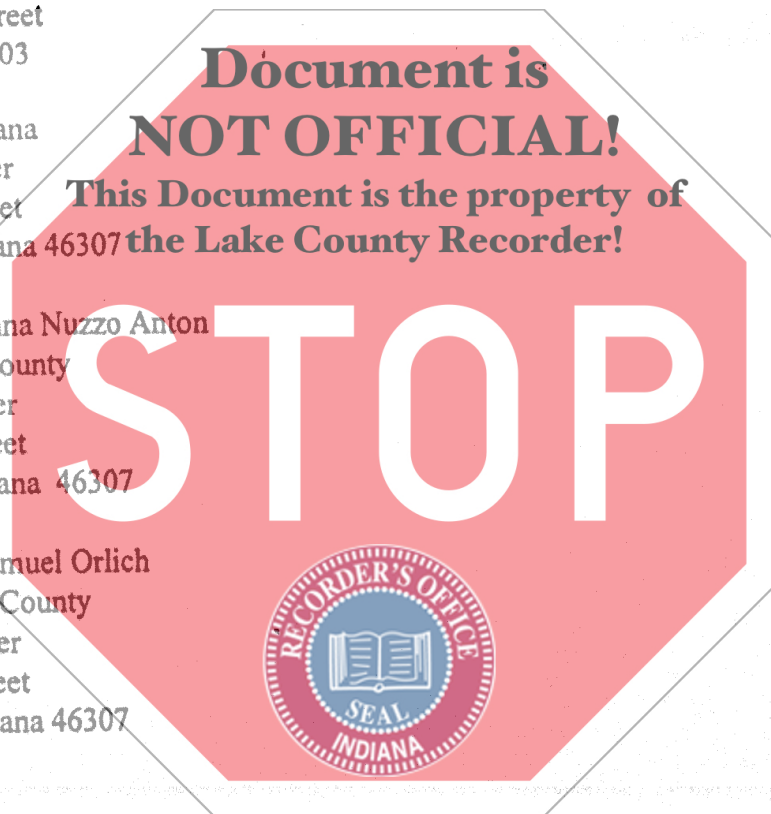 reet
03
Document is
NOT OFFICIAL!
ana
er
This Document is the property of
et
ana 46307
the Lake County Recorder!
na Nuzzo Anton
ounty
er
eet
ana 46307
STOP
muel Orlich
County
er
eet
ana 46307
RECORDER'S OFFICE
SEAL
INDIANA